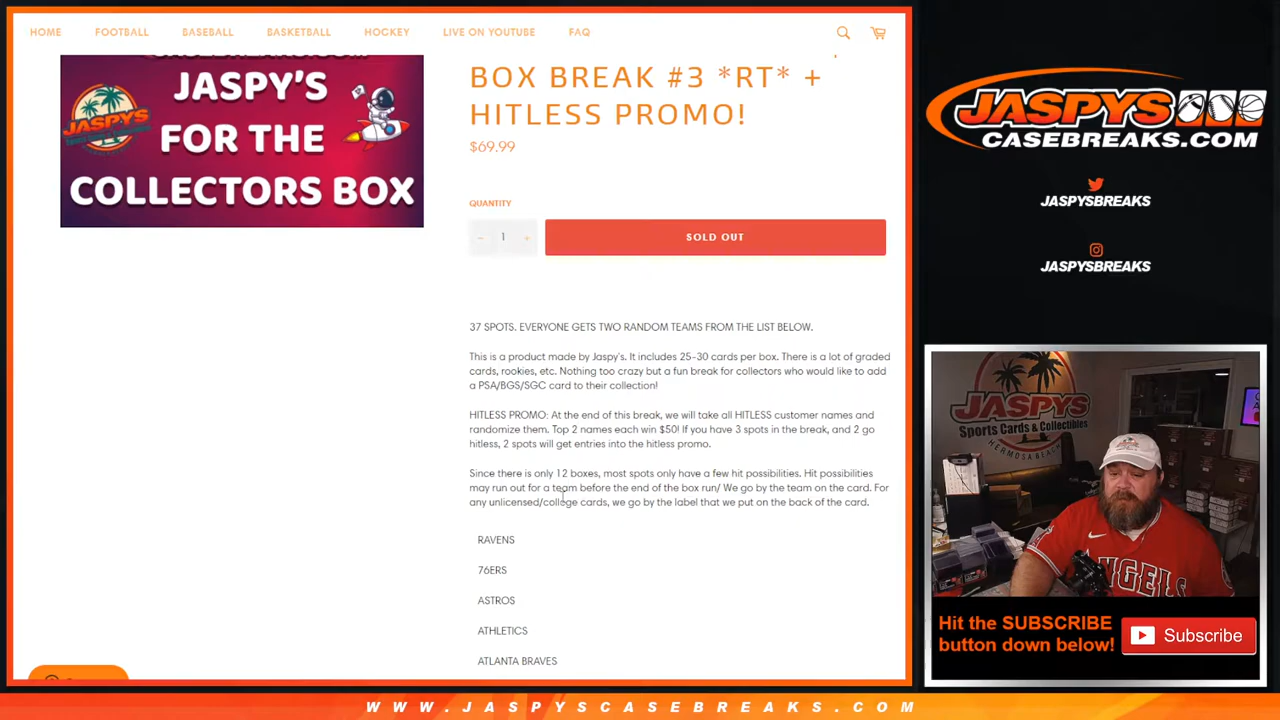 HOME FOOTBALL BASEBALL BASKETBALL HOCKEY LIVE ON YOUTUBE FAQ
JASPY'S
FOR THE
COLLECTORS BOX
BOX BREAK #3 *RT* +
HITLESS PROMO!
$69.99
QUANTITY
− 1 +
SOLD OUT
37 SPOTS. EVERYONE GETS TWO RANDOM TEAMS FROM THE LIST BELOW.
This is a product made by Jaspy's. It includes 25-30 cards per box. There is a lot of graded
cards, rookies, etc. Nothing too crazy but a fun break for collectors who would like to add
a PSA/BGS/SGC card to their collection!
HITLESS PROMO: At the end of this break, we will take all HITLESS customer names and
randomize them. Top 2 names each win $50! If you have 3 spots in the break, and 2 go
hitless, 2 spots will get entries into the hitless promo.
Since there is only 12 boxes, most spots only have a few hit possibilities. Hit possibilities
may run out for a team before the end of the box run/ We go by the team on the card. For
any unlicensed/college cards, we go by the label that we put on the back of the card.
RAVENS
76ERS
ASTROS
ATHLETICS
ATLANTA BRAVES
JASPYS
CASEBREAKS.COM
JASPYSBREAKS
JASPYSBREAKS
JASPYS
Sports Cards & Collectibles
HERMOSA BEACH
ANGELS
Hit the SUBSCRIBE
button down below!
Subscribe
WWW.JASPYSCASEBREAKS.COM